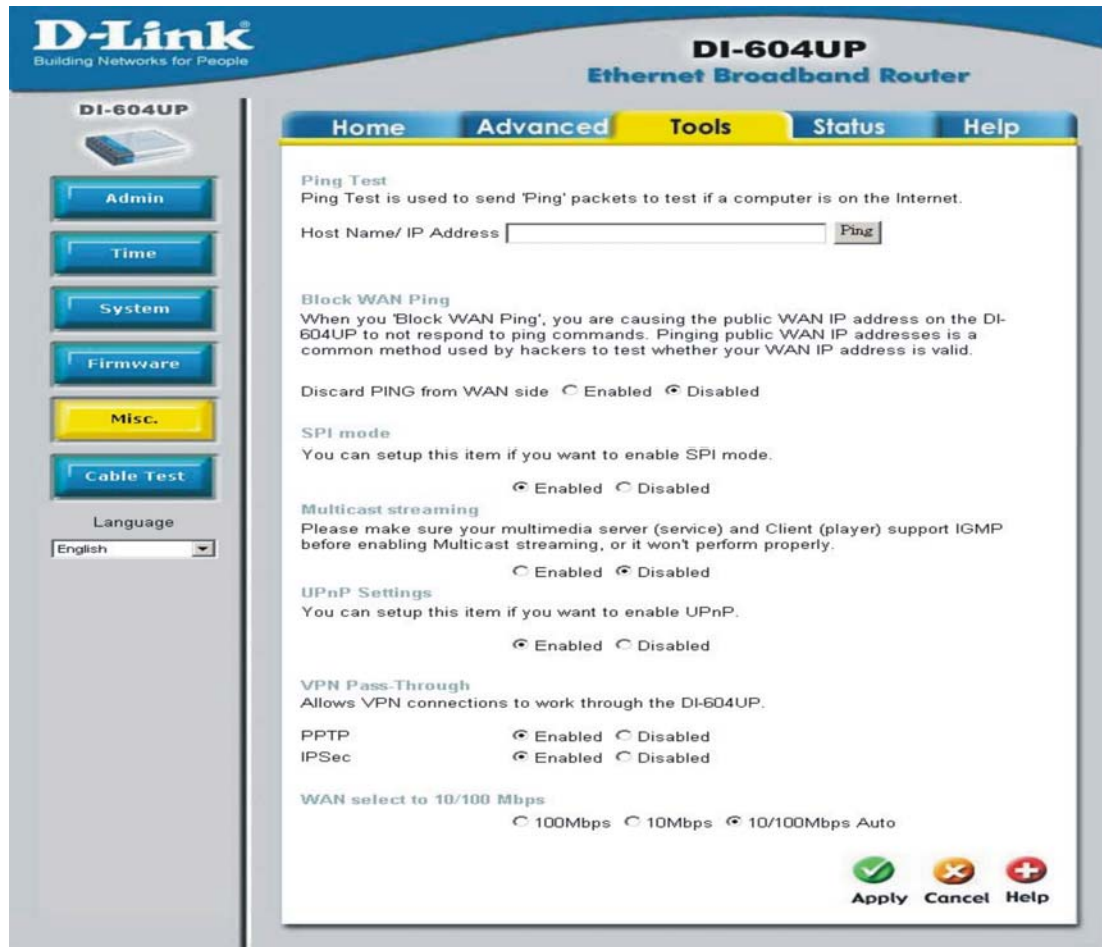 D-Link
Building Networks for People
DI-604UP
Ethernet Broadband Router
DI-604UP
Home Advanced Tools Status Help
Admin
Time
System
Firmware
Misc.
Cable Test
Language
English
Ping Test
Ping Test is used to send 'Ping' packets to test if a computer is on the Internet.
Host Name/ IP Address Ping
Block WAN Ping
When you 'Block WAN Ping', you are causing the public WAN IP address on the DI-
604UP to not respond to ping commands. Pinging public WAN IP addresses is a
common method used by hackers to test whether your WAN IP address is valid.
Discard PING from WAN side Enabled Disabled
SPI mode
You can setup this item if you want to enable SPI mode.
Enabled Disabled
Multicast streaming
Please make sure your multimedia server (service) and Client (player) support IGMP
before enabling Multicast streaming, or it won't perform properly.
Enabled Disabled
UPnP Settings
You can setup this item if you want to enable UPnP.
Enabled Disabled
VPN Pass-Through
Allows VPN connections to work through the DI-604UP.
PPTP Enabled Disabled
IPSec Enabled Disabled
WAN select to 10/100 Mbps
100Mbps 10Mbps 10/100Mbps Auto
Apply Cancel Help